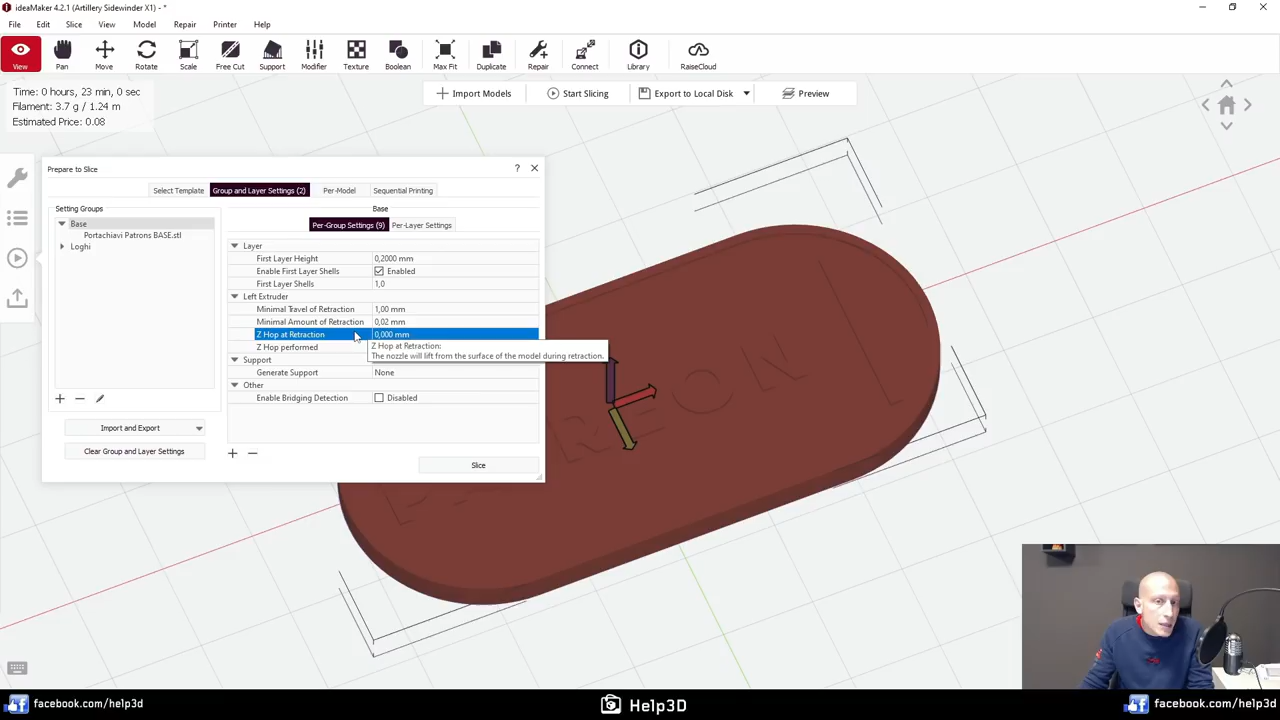 ideaMaker 4.2.1 (Artillery Sidewinder X1) - *
File Edit Slice View Model Repair Printer Help
View Pan Move Rotate Scale Free Cut Support Modifier Texture Boolean Max Fit Duplicate Repair Connect Library RaiseCloud
Time: 0 hours, 23 min, 0 sec
Filament: 3.7 g / 1.24 m
Estimated Price: 0.08
Import Models Start Slicing Export to Local Disk Preview
Prepare to Slice ?
Select Template Group and Layer Settings (2) Per-Model Sequential Printing
Setting Groups Base
Base
Portachiavi Patrons BASE.stl
Loghi
Per-Group Settings (9) Per-Layer Settings
Layer
First Layer Height 0,2000 mm
Enable First Layer Shells Enabled
First Layer Shells 1,0
Left Extruder
Minimal Travel of Retraction 1,00 mm
Minimal Amount of Retraction 0,02 mm
Z Hop at Retraction 0,000 mm
Z Hop performed
Z Hop at Retraction:
The nozzle will lift from the surface of the model during retraction.
Support
Generate Support None
Other
Enable Bridging Detection Disabled
Import and Export
Clear Group and Layer Settings
Slice
facebook.com/help3d Help3D facebook.com/help3d